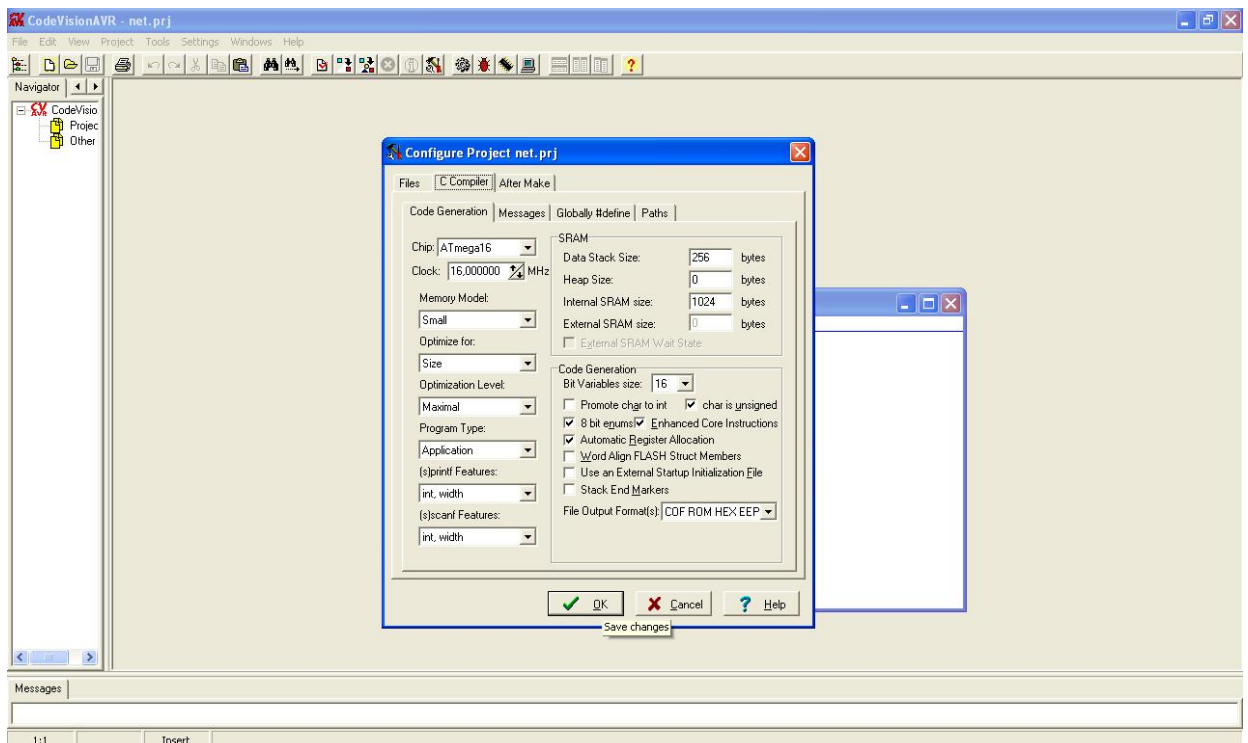 CodeVisionAVR - net.prj
File Edit View Project Tools Settings Windows Help
Navigator
CodeVisio
Projec
Other
Configure Project net.prj
Files C Compiler After Make
Code Generation Messages Globally #define Paths
Chip: ATmega16
Clock: 16,000000 MHz
Memory Model:
Small
Optimize for:
Size
Optimization Level:
Maximal
Program Type:
Application
(s)printf Features:
int, width
(s)scanf Features:
int, width
SRAM
Data Stack Size: 256 bytes
Heap Size: 0 bytes
Internal SRAM size: 1024 bytes
External SRAM size: 0 bytes
External SRAM Wait State
Code Generation
Bit Variables size: 16
Promote char to int char is unsigned
8 bit enums Enhanced Core Instructions
Automatic Register Allocation
Word Align FLASH Struct Members
Use an External Startup Initialization File
Stack End Markers
File Output Format(s): COF ROM HEX EEP
OK Cancel Help
Save changes
Messages
1:1 Insert